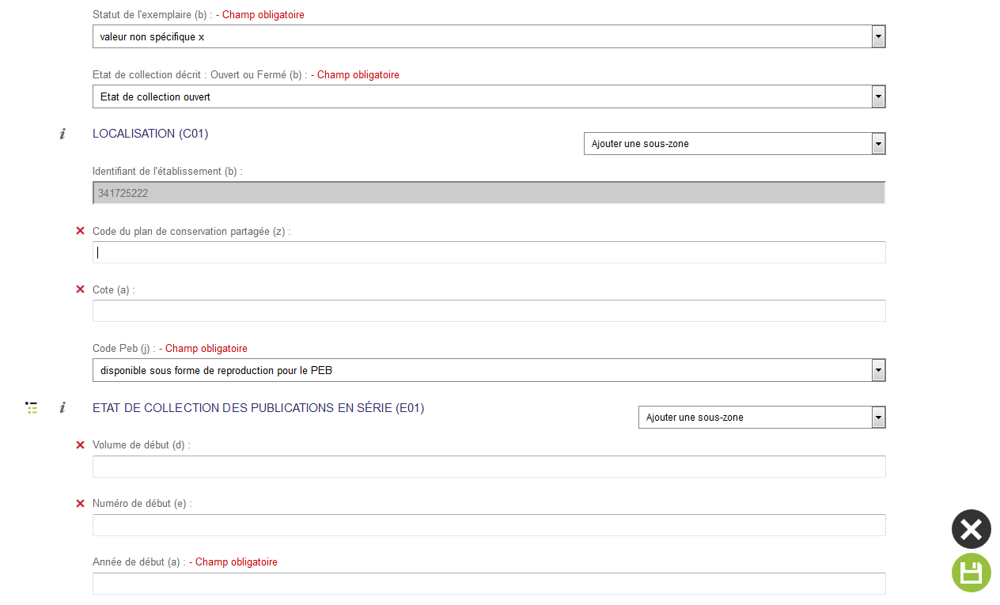 Statut de l'exemplaire (b) : - Champ obligatoire
valeur non spécifique x
Etat de collection décrit : Ouvert ou Fermé (b) : - Champ obligatoire
Etat de collection ouvert
i LOCALISATION (C01)
Ajouter une sous-zone
Identifiant de l'établissement (b) :
341725222
Code du plan de conservation partagée (z) :
Cote (a) :
Code Peb (j) : - Champ obligatoire
disponible sous forme de reproduction pour le PEB
i ETAT DE COLLECTION DES PUBLICATIONS EN SÉRIE (E01)
Ajouter une sous-zone
Volume de début (d) :
Numéro de début (e) :
Année de début (a) : - Champ obligatoire